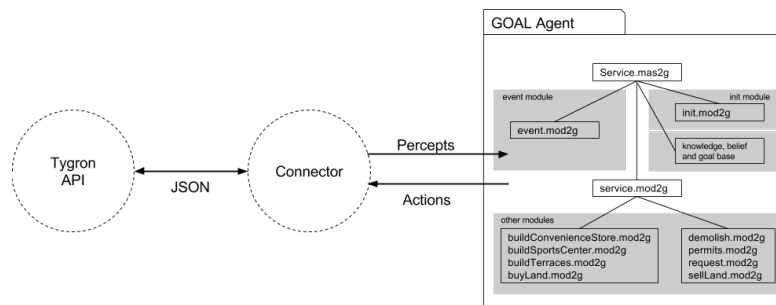 GOAL Agent
Service.mas2g
event module
init module
init.mod2g
event.mod2g
knowledge, belief
and goal base
Tygron
API
JSON
Connector
Percepts
Actions
service.mod2g
other modules
buildConvenienceStore.mod2g
buildSportsCenter.mod2g
buildTerraces.mod2g
buyLand.mod2g
demolish.mod2g
permits.mod2g
request.mod2g
sellLand.mod2g